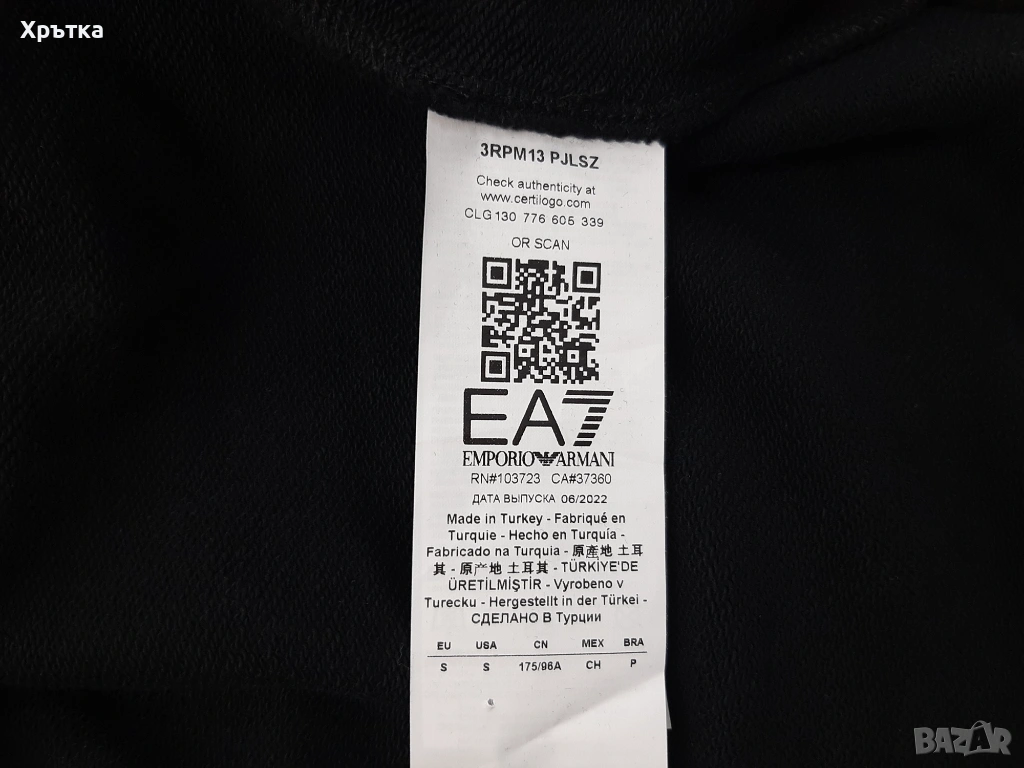 Хрътка
3RPM13 PJLSZ
Check authenticity at
www.certilogo.com
CLG 130 776 605 339
OR SCAN
EA7
EMPORIO ARMANI
RN#103723 CA#37360
ДАТА ВЫПУСКА 06/2022
Made in Turkey - Fabriqué en
Turquie - Hecho en Turquía -
Fabricado na Turquia - 原產地 土耳
其 - 原产地 土耳其 - TÜRKİYE'DE
ÜRETİLMİŞTİR - Vyrobeno v
Turecku - Hergestellt in der Türkei -
СДЕЛАНО В Турции
EU USA CN MEX BRA
S S 175/96A CH P
BAZAR